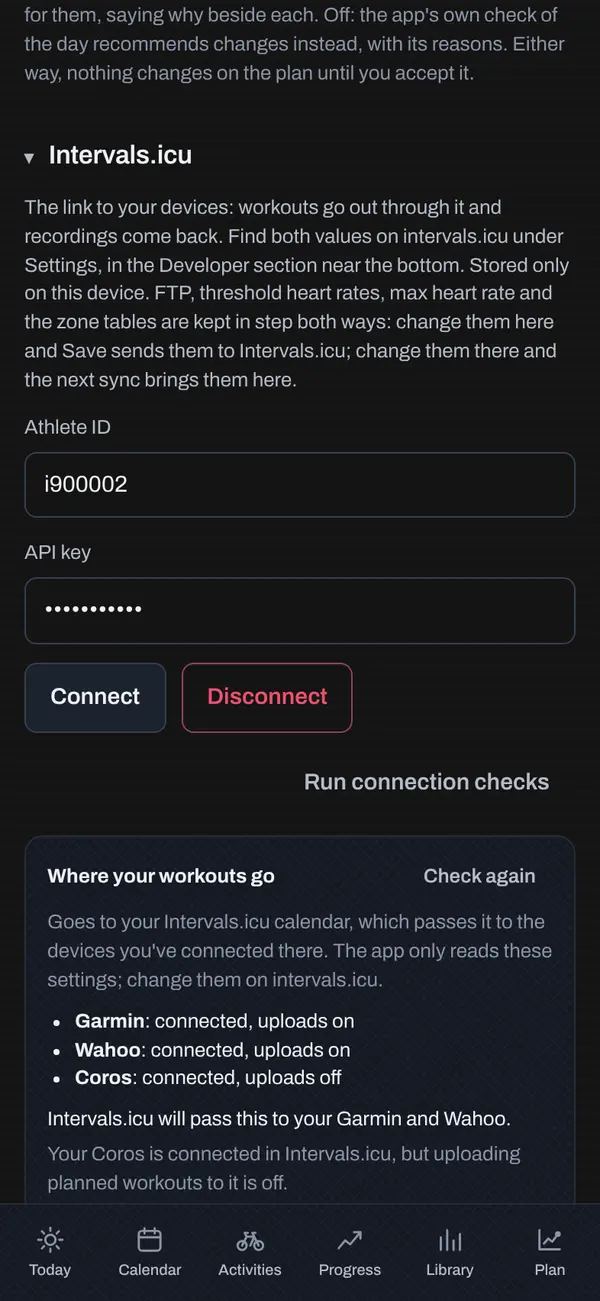 for them, saying why beside each. Off: the app's own check of
the day recommends changes instead, with its reasons. Either
way, nothing changes on the plan until you accept it.
▼ Intervals.icu
The link to your devices: workouts go out through it and
recordings come back. Find both values on intervals.icu under
Settings, in the Developer section near the bottom. Stored only
on this device. FTP, threshold heart rates, max heart rate and
the zone tables are kept in step both ways: change them here
and Save sends them to Intervals.icu; change them there and
the next sync brings them here.
Athlete ID
i900002
API key
•••••••••••
Connect Disconnect
Run connection checks
Where your workouts go Check again
Goes to your Intervals.icu calendar, which passes it to the
devices you've connected there. The app only reads these
settings; change them on intervals.icu.
• Garmin: connected, uploads on
• Wahoo: connected, uploads on
• Coros: connected, uploads off
Intervals.icu will pass this to your Garmin and Wahoo.
Your Coros is connected in Intervals.icu, but uploading
planned workouts to it is off.
Today Calendar Activities Progress Library Plan